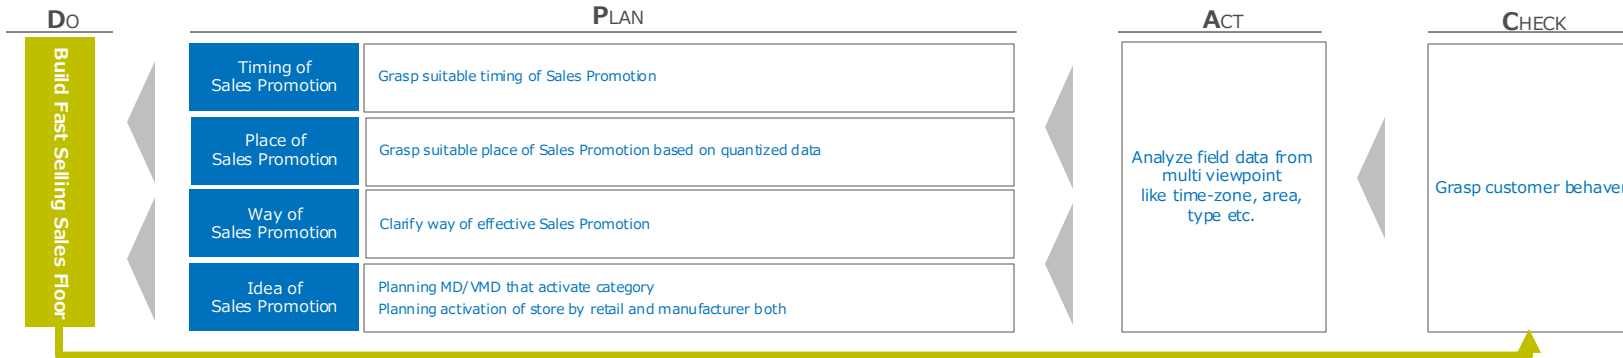 DO
PLAN
ACT
CHECK
Build Fast Selling Sales Floor
Timing of
Sales Promotion
Grasp suitable timing of Sales Promotion
Place of
Sales Promotion
Grasp suitable place of Sales Promotion based on quantized data
Way of
Sales Promotion
Clarify way of effective Sales Promotion
Idea of
Sales Promotion
Planning MD/VMD that activate category
Planning activation of store by retail and manufacturer both
Analyze field data from
multi viewpoint
like time-zone, area,
type etc.
Grasp customer behaver